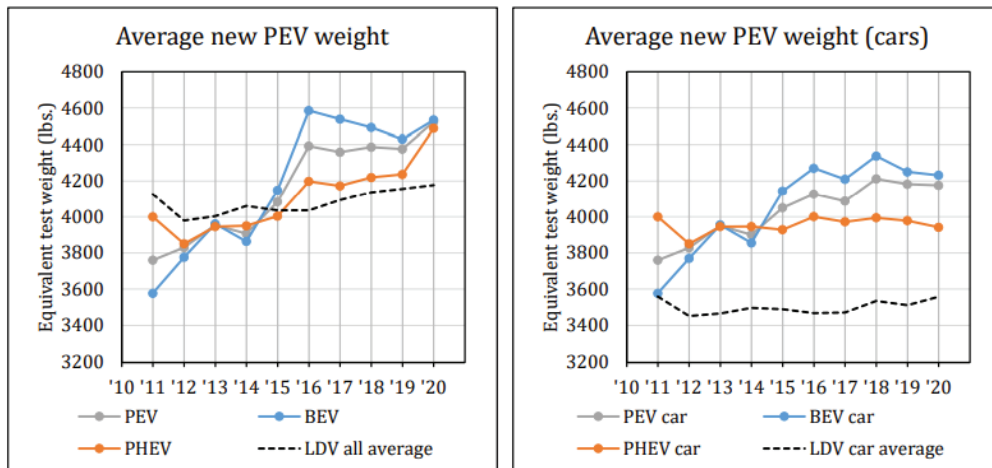 Average new PEV weight
Equivalent test weight (lbs.)
4800
4600
4400
4200
4000
3800
3600
3400
3200
'10 '11 '12 '13 '14 '15 '16 '17 '18 '19 '20
PEV BEV
PHEV LDV all average
Average new PEV weight (cars)
Equivalent test weight (lbs.)
4800
4600
4400
4200
4000
3800
3600
3400
3200
'10 '11 '12 '13 '14 '15 '16 '17 '18 '19 '20
PEV car BEV car
PHEV car LDV car average